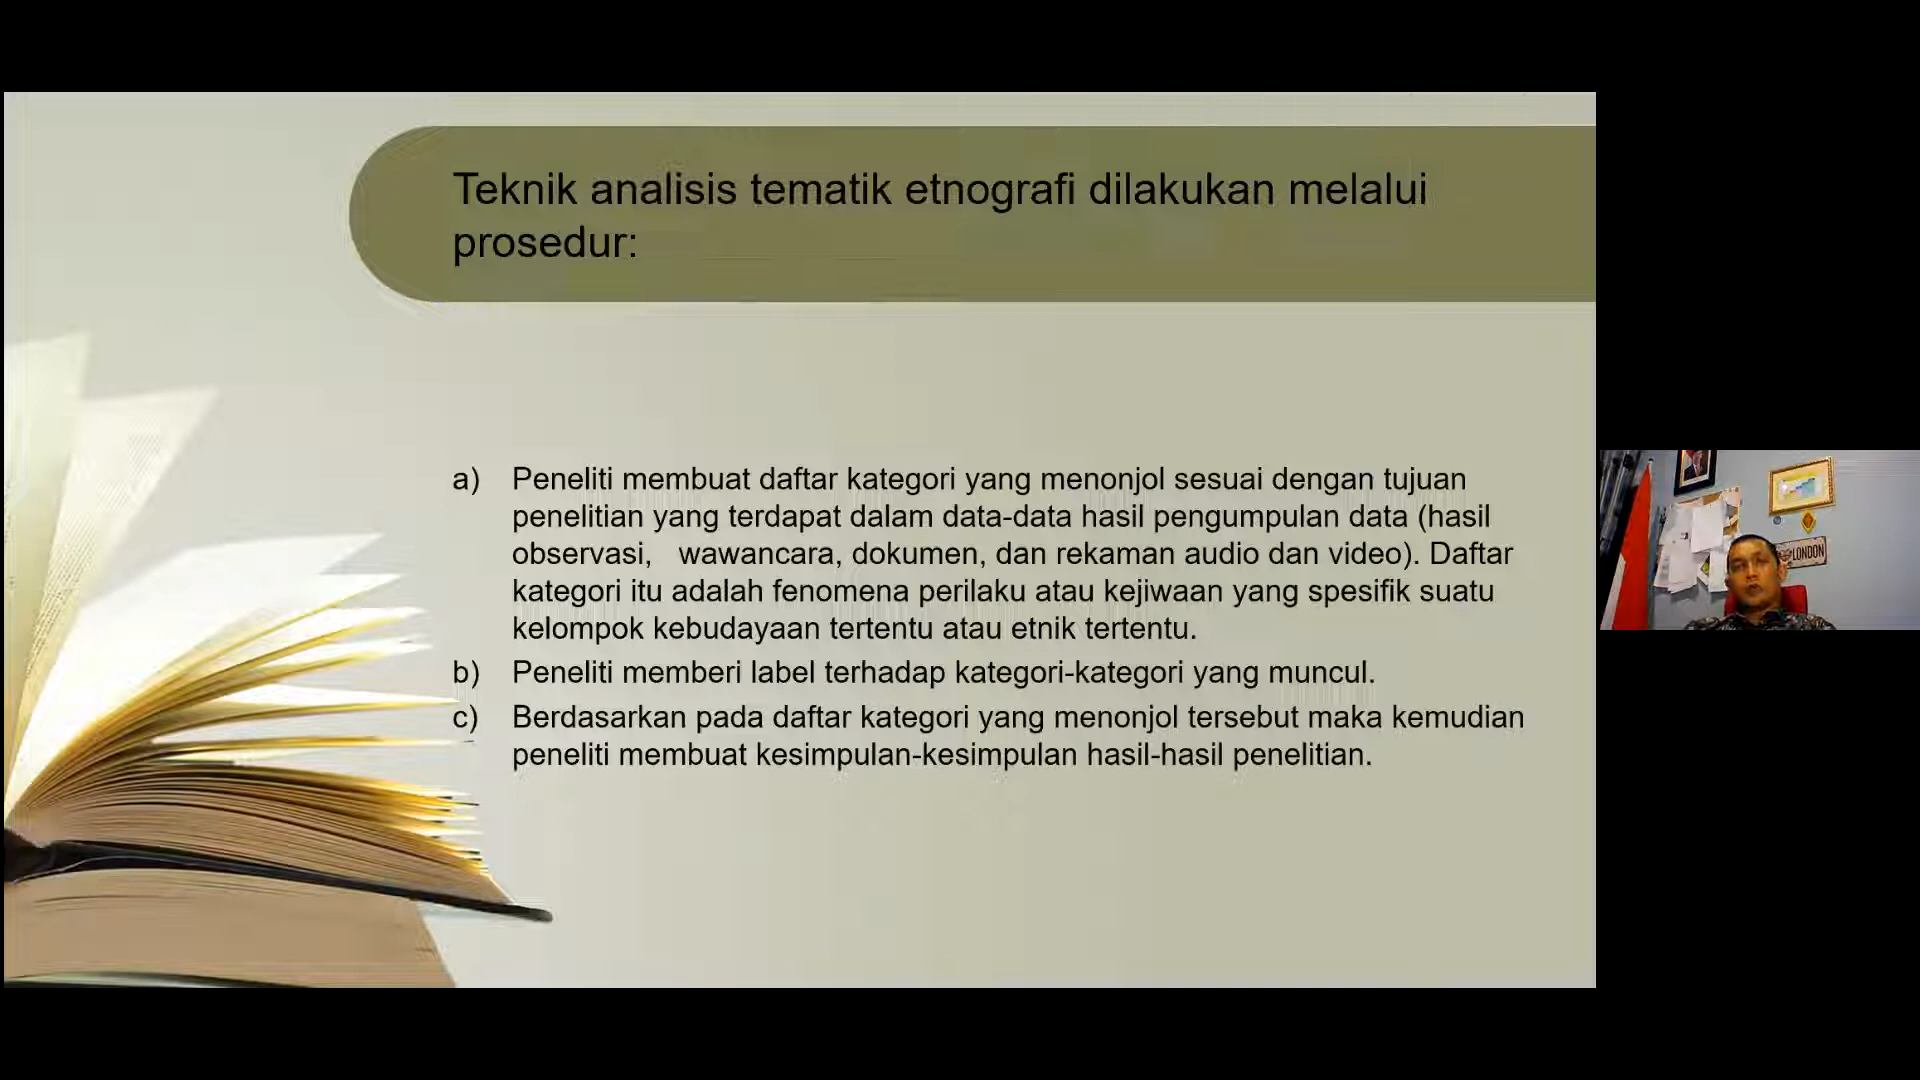 Teknik analisis tematik etnografi dilakukan melalui
prosedur:
a) Peneliti membuat daftar kategori yang menonjol sesuai dengan tujuan
penelitian yang terdapat dalam data-data hasil pengumpulan data (hasil
observasi, wawancara, dokumen, dan rekaman audio dan video). Daftar
kategori itu adalah fenomena perilaku atau kejiwaan yang spesifik suatu
kelompok kebudayaan tertentu atau etnik tertentu.
b) Peneliti memberi label terhadap kategori-kategori yang muncul.
c) Berdasarkan pada daftar kategori yang menonjol tersebut maka kemudian
peneliti membuat kesimpulan-kesimpulan hasil-hasil penelitian.
LONDON